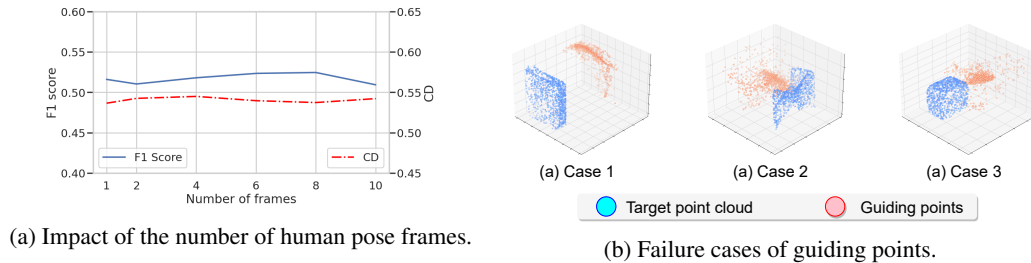 0.60
0.55
0.50
0.45
0.40
F1 score
0.65
0.60
0.55
0.50
0.45
CD
F1 Score
CD
1 2 4 6 8 10
Number of frames
(a) Impact of the number of human pose frames.
(a) Case 1
(a) Case 2
(a) Case 3
Target point cloud
Guiding points
(b) Failure cases of guiding points.